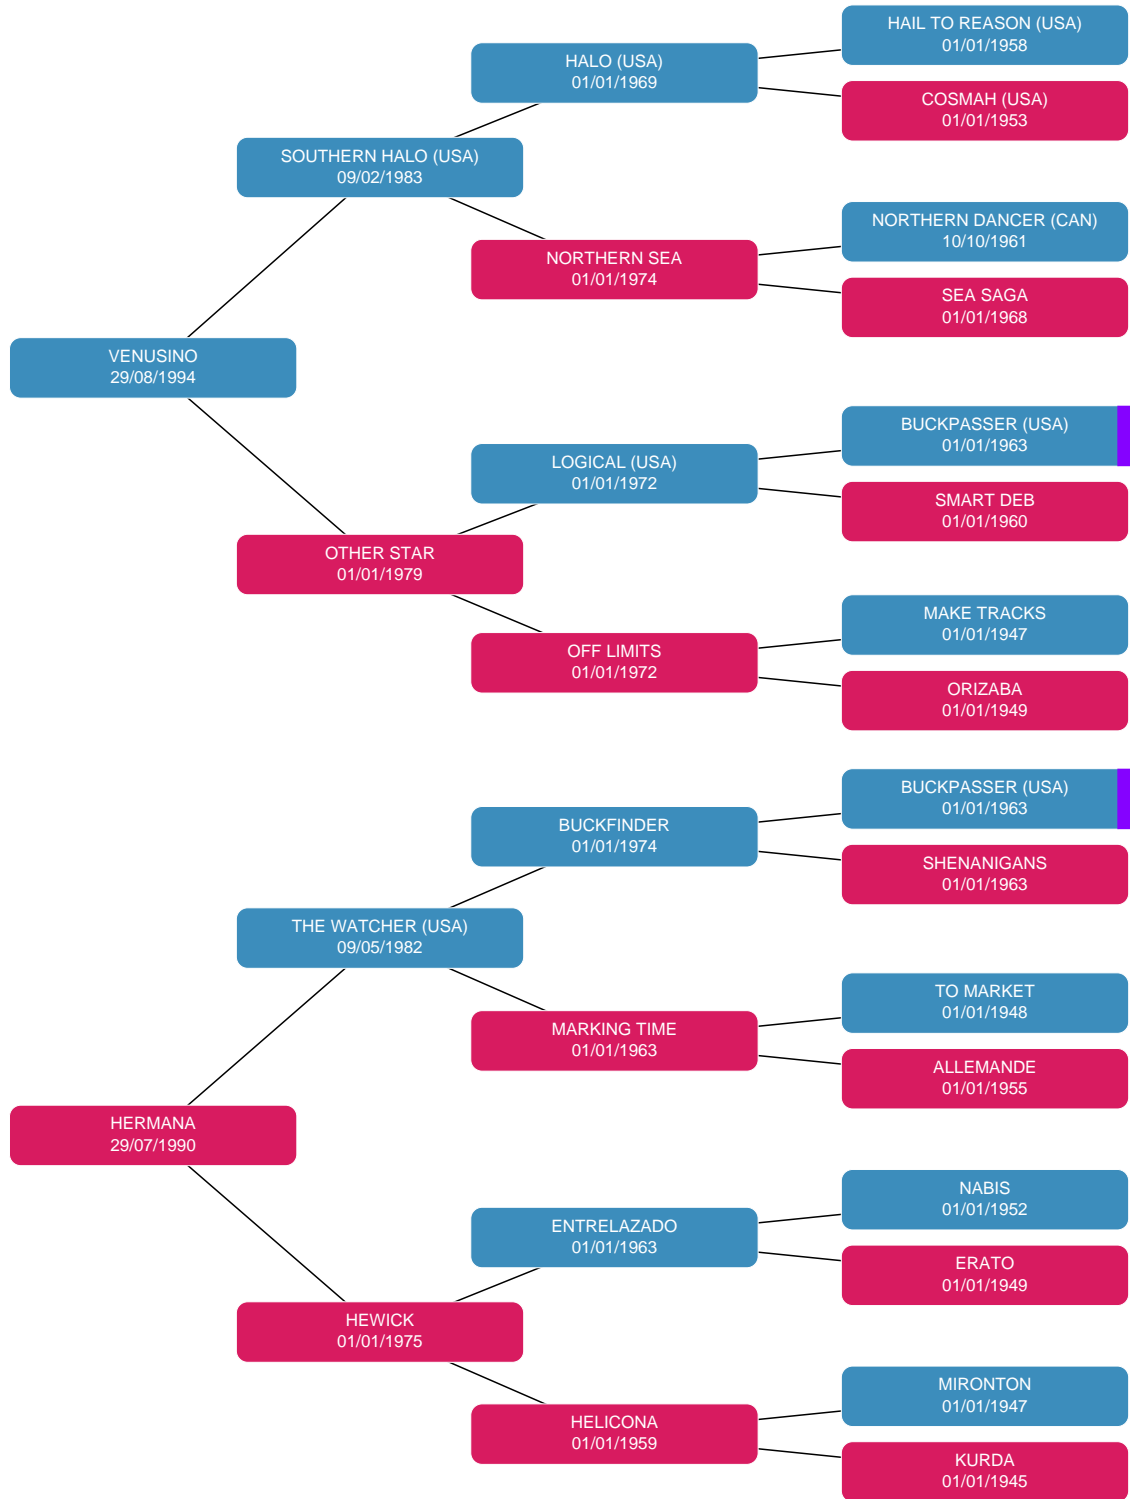 HAIL TO REASON (USA)
01/01/1958
HALO (USA)
01/01/1969
COSMAH (USA)
01/01/1953
SOUTHERN HALO (USA)
09/02/1983
NORTHERN DANCER (CAN)
10/10/1961
NORTHERN SEA
01/01/1974
SEA SAGA
01/01/1968
VENUSINO
29/08/1994
BUCKPASSER (USA)
01/01/1963
LOGICAL (USA)
01/01/1972
SMART DEB
01/01/1960
OTHER STAR
01/01/1979
MAKE TRACKS
01/01/1947
OFF LIMITS
01/01/1972
ORIZABA
01/01/1949
BUCKPASSER (USA)
01/01/1963
BUCKFINDER
01/01/1974
SHENANIGANS
01/01/1963
THE WATCHER (USA)
09/05/1982
TO MARKET
01/01/1948
MARKING TIME
01/01/1963
ALLEMANDE
01/01/1955
HERMANA
29/07/1990
NABIS
01/01/1952
ENTRELAZADO
01/01/1963
ERATO
01/01/1949
HEWICK
01/01/1975
MIRONTON
01/01/1947
HELICONA
01/01/1959
KURDA
01/01/1945